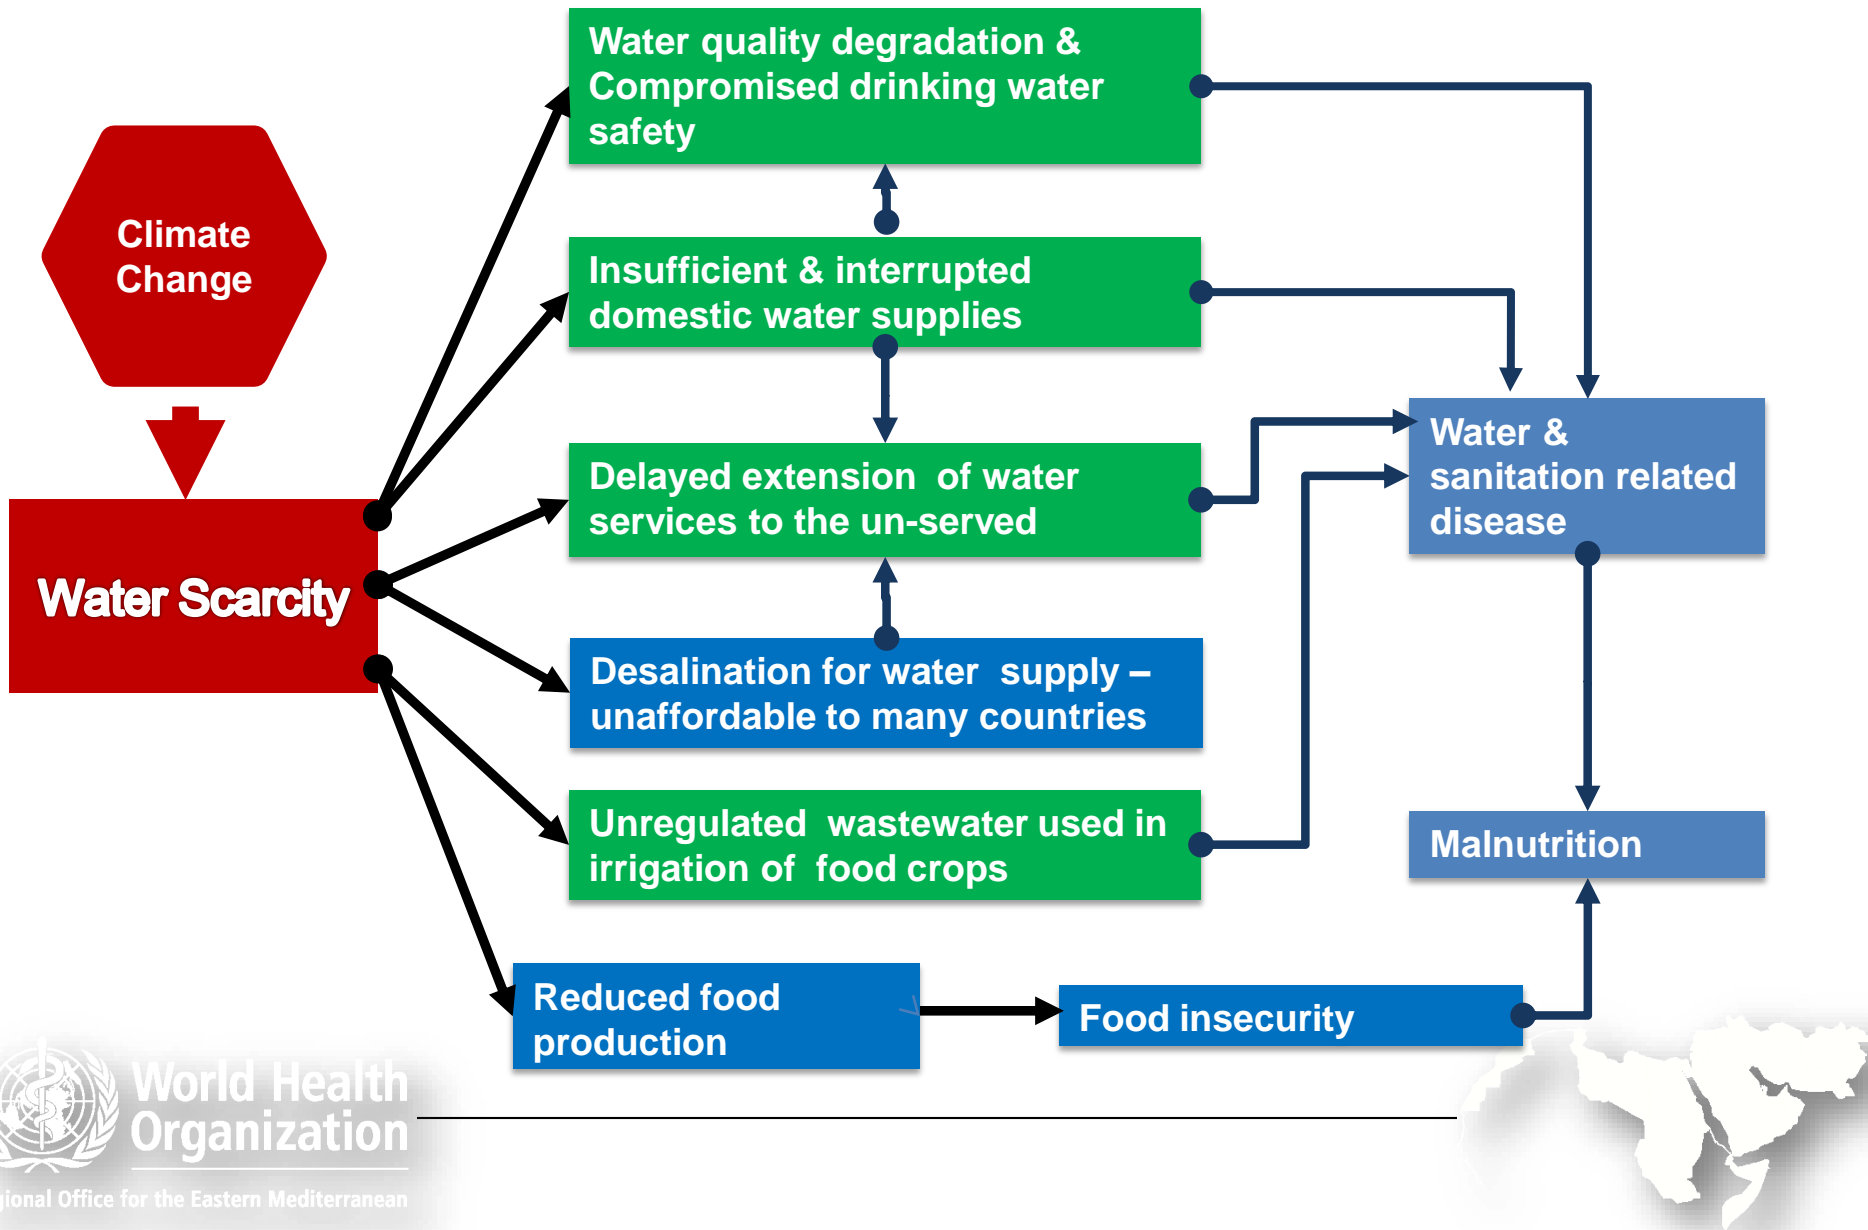 Water quality degradation &
Compromised drinking water
safety
Climate
Change
Insufficient & interrupted
domestic water supplies
Water &
sanitation related
disease
Delayed extension of water
services to the un-served
Water Scarcity
Desalination for water supply –
unaffordable to many countries
Unregulated wastewater used in
irrigation of food crops
Malnutrition
Reduced food
production
Food insecurity
World Health
Organization
gional Office for the Eastern Mediterranean